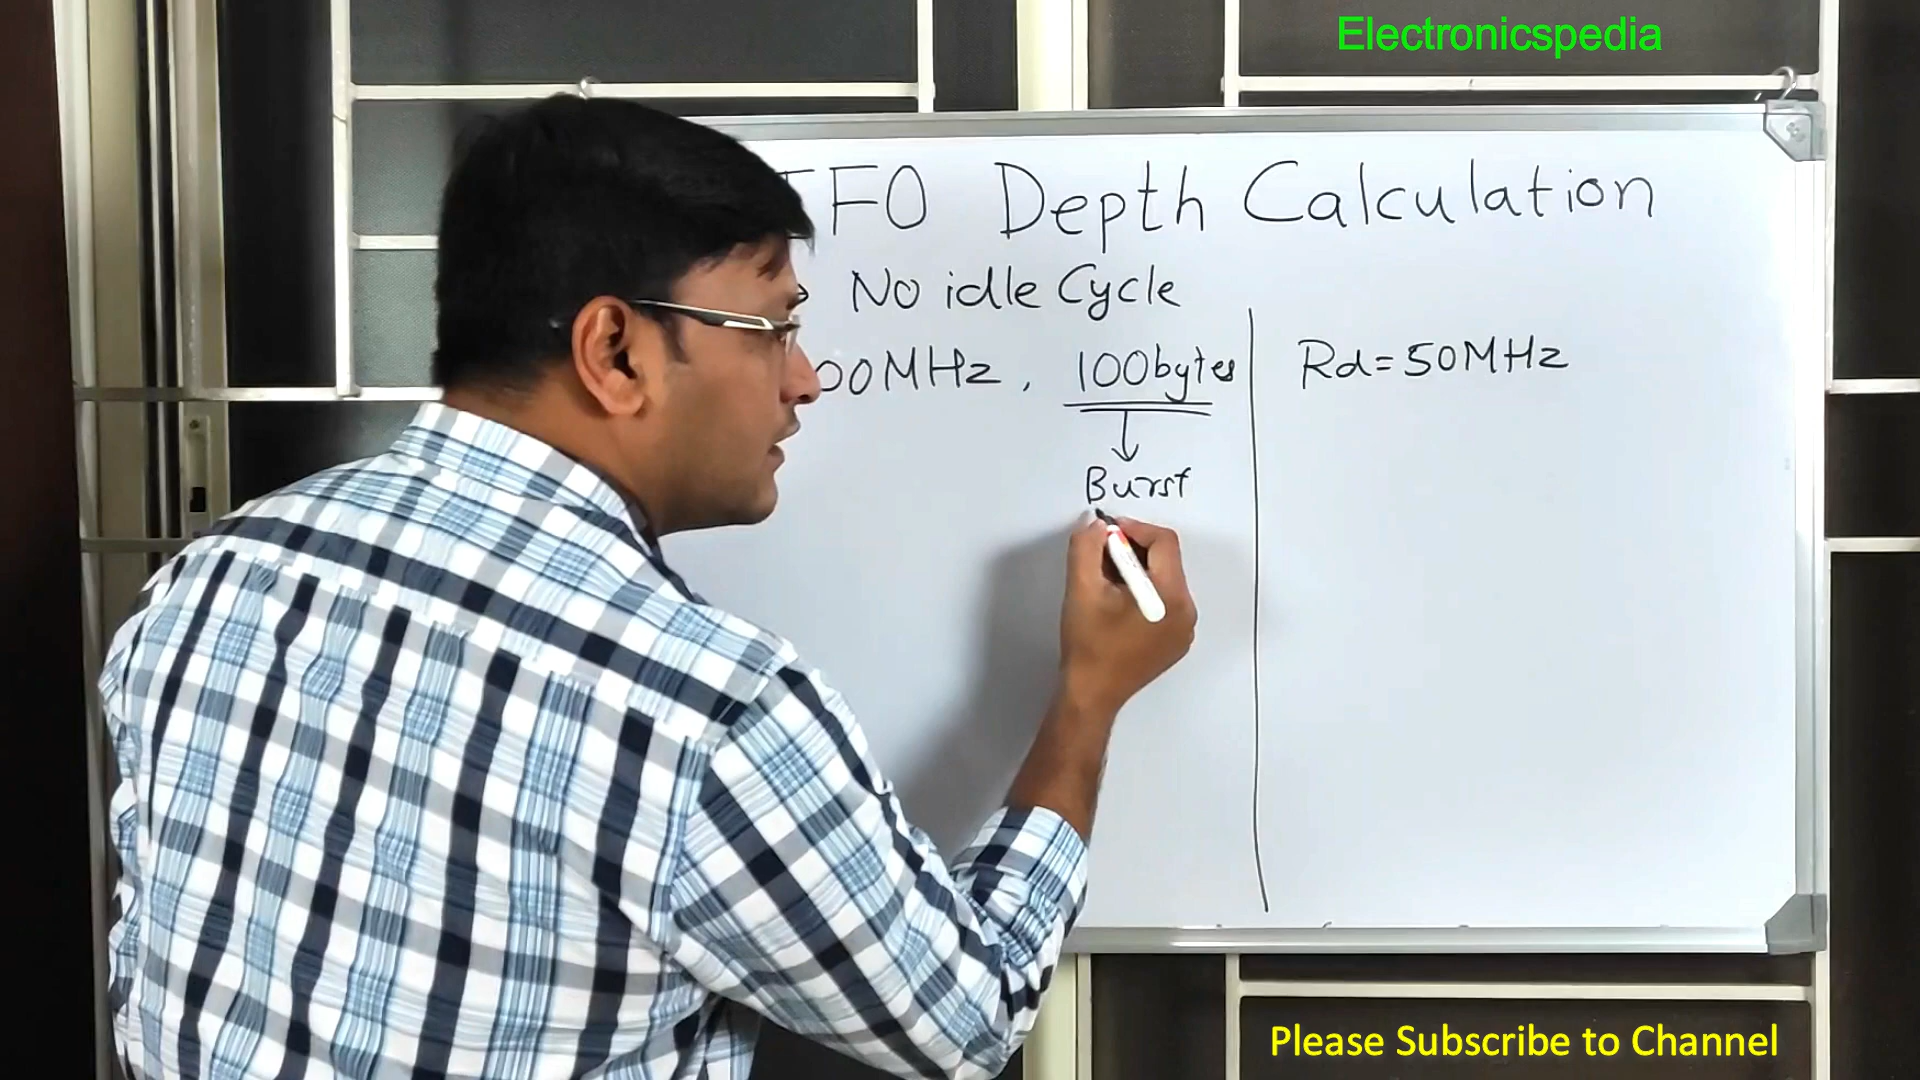 Electronicspedia
FO Depth Calculation
No idle Cycle
00MHz, 100bytes
Rd=50MHz
Burst
Please Subscribe to Channel